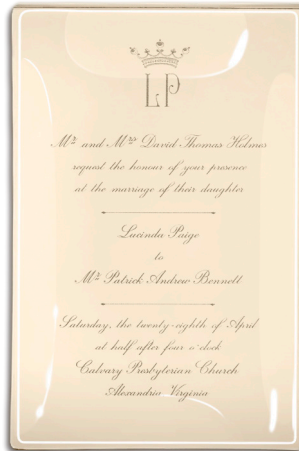 LP
Mr. and Mrs. David Thomas Holmes
request the honour of your presence
at the marriage of their daughter
Lucinda Paige
to
Mr. Patrick Andrew Bennett
Saturday, the twenty-eighth of April
at half after four o'clock
Calvary Presbyterian Church
Alexandria, Virginia